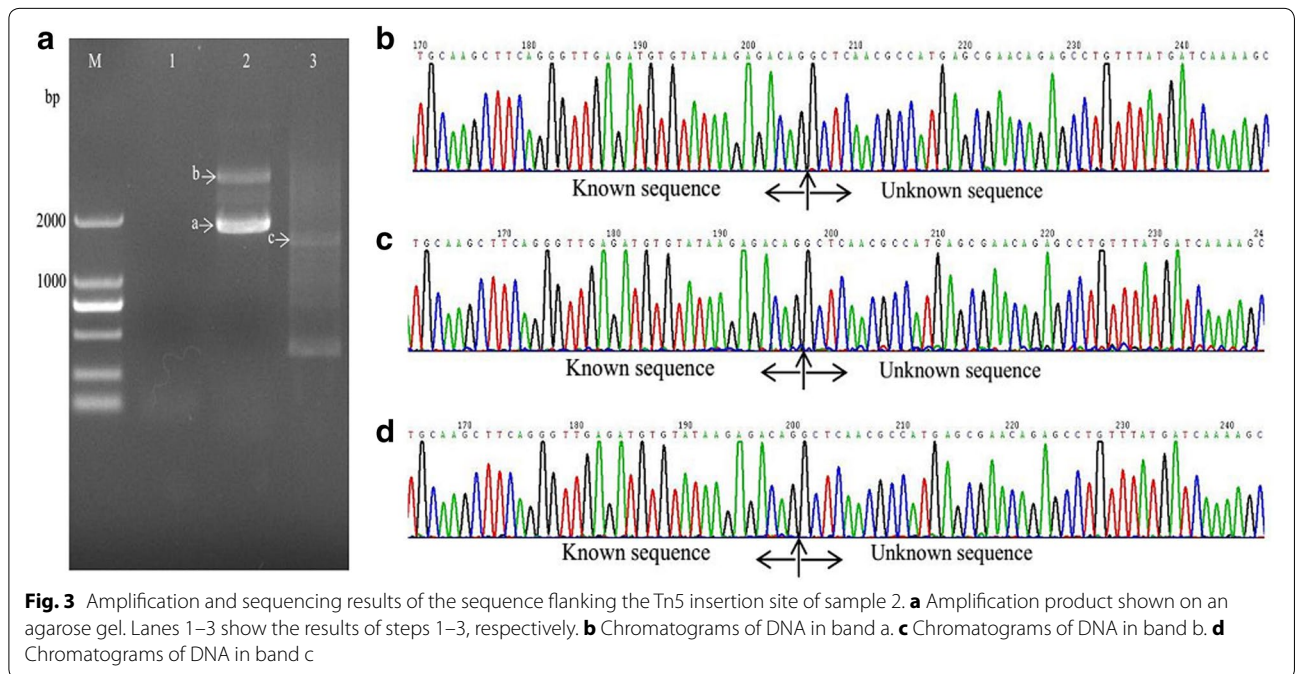 a
M 1 2 3
bp
b→
2000
a→
c→
1000
b
170 180 190 200 210 220 230 240
TGCAAGCTTCAGGGTTGAGATGTGTATAAGAGACAGGCTCAACGCCATGAGCGAACAGAGCCTGTTTATGATCAAAAGC
Known sequence Unknown sequence
c
170 180 190 200 210 220 230 24
TGCAAGCTTCAGGGTTGAGATGTGTATAAGAGACAGGCTCAACGCCATGAGCGAACAGAGCCTGTTTATGATCAAAAGC
Known sequence Unknown sequence
d
170 180 190 200 210 220 230 240
TGCAAGCTTCAGGGTTGAGATGTGTATAAGAGACAGGCTCAACGCCATGAGCGAACAGAGCCTGTTTATGATCAAAAGC
Known sequence Unknown sequence
Fig. 3 Amplification and sequencing results of the sequence flanking the Tn5 insertion site of sample 2. a Amplification product shown on an
agarose gel. Lanes 1–3 show the results of steps 1–3, respectively. b Chromatograms of DNA in band a. c Chromatograms of DNA in band b. d
Chromatograms of DNA in band c